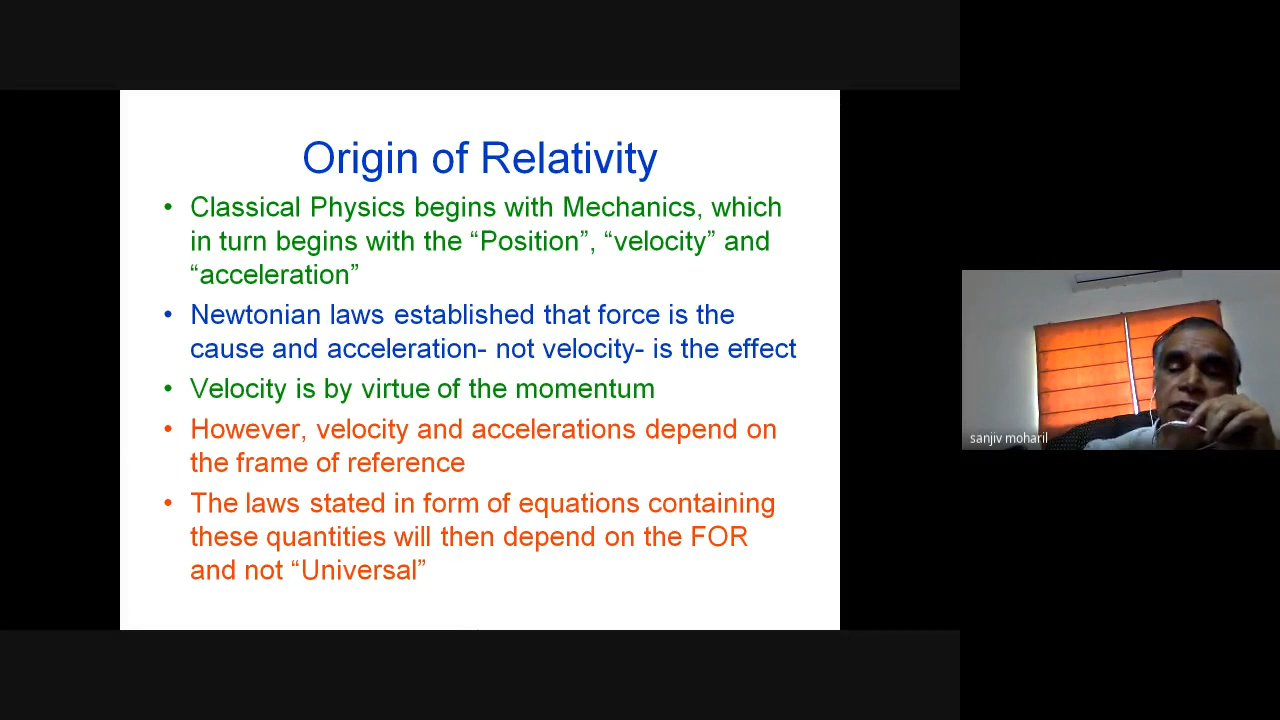 Origin of Relativity
• Classical Physics begins with Mechanics, which
in turn begins with the “Position”, “velocity” and
“acceleration”
• Newtonian laws established that force is the
cause and acceleration- not velocity- is the effect
• Velocity is by virtue of the momentum
• However, velocity and accelerations depend on
the frame of reference
• The laws stated in form of equations containing
these quantities will then depend on the FOR
and not “Universal”
sanjiv moharil